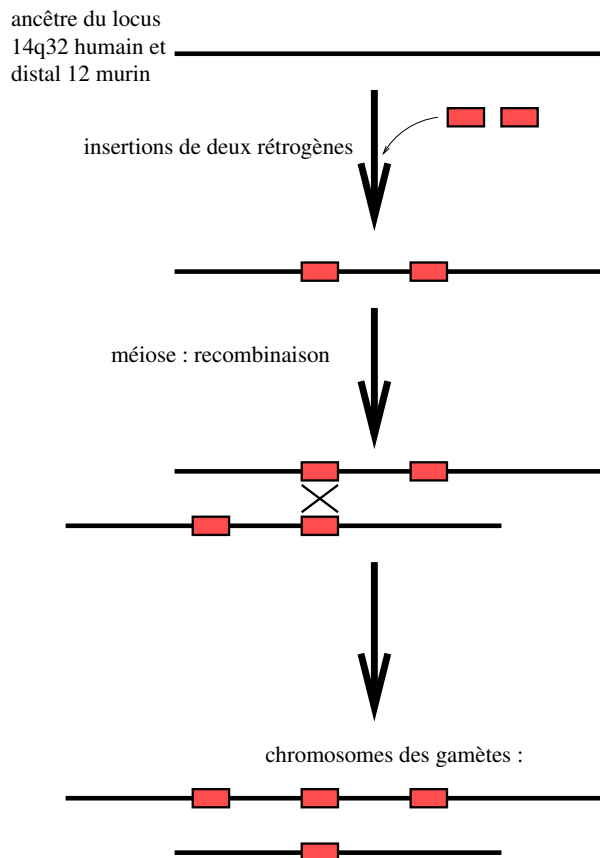 ancêtre du locus
14q32 humain et
distal 12 murin
insertions de deux rétrogènes
méiose : recombinaison
chromosomes des gamètes :